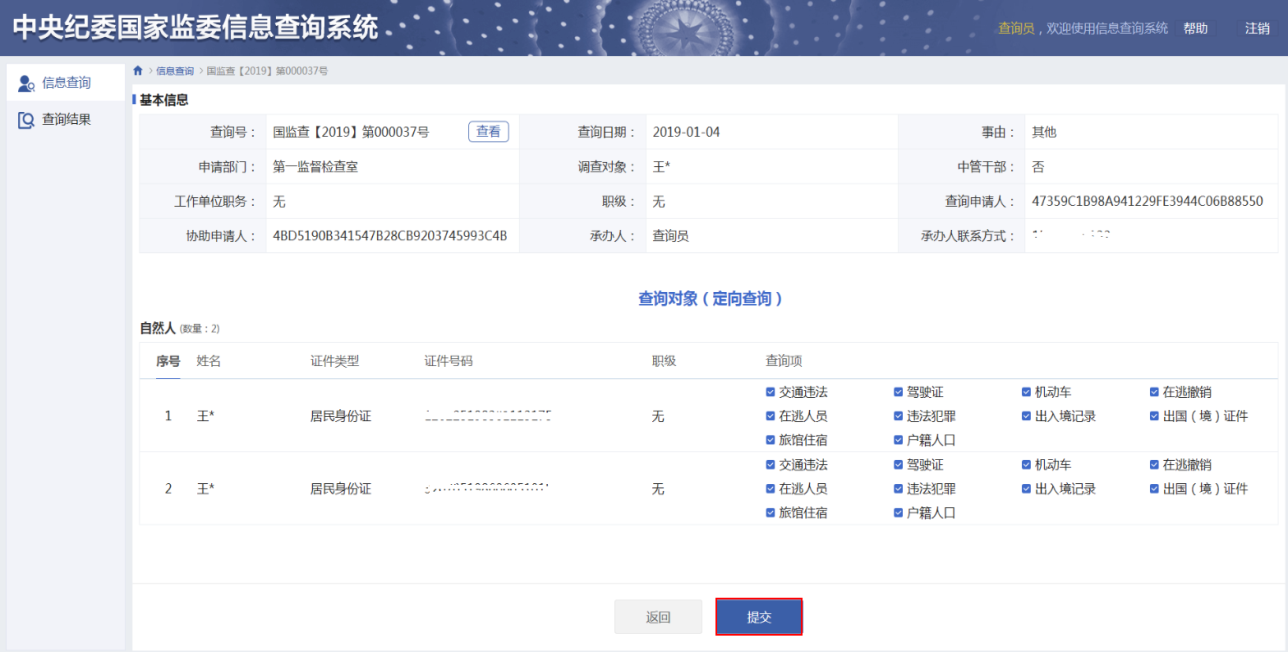 中央纪委国家监委信息查询系统
查询员，欢迎使用信息查询系统 帮助 注销
信息查询
查询结果
信息查询 > 国监查【2019】第000037号
基本信息
查询号： 国监查【2019】第000037号 查看 查询日期： 2019-01-04 事由： 其他
申请部门： 第一监督检查室 调查对象： 王* 中管干部： 否
工作单位职务： 无 职级： 无 查询申请人： 47359C1B98A941229FE3944C06B88550
协助申请人： 4BD5190B341547B28CB9203745993C4B 承办人： 查询员 承办人联系方式：
查询对象（定向查询）
自然人 (数量：2)
序号 姓名 证件类型 证件号码 职级 查询项
1 王* 居民身份证 无
交通违法 驾驶证 机动车 在逃撤销
在逃人员 违法犯罪 出入境记录 出国（境）证件
旅馆住宿 户籍人口
2 王* 居民身份证 无
交通违法 驾驶证 机动车 在逃撤销
在逃人员 违法犯罪 出入境记录 出国（境）证件
旅馆住宿 户籍人口
返回 提交